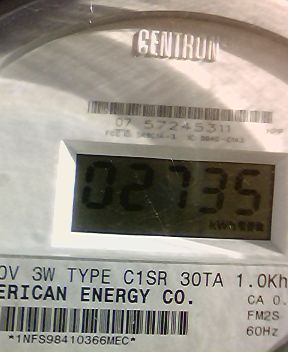 CENTRON
07 57245311
02735
kWh
0V 3W TYPE C1SR 30TA 1.0Kh
ERICAN ENERGY CO.
CA 0.
FM2S
60Hz
*1NFS98410366MEC*